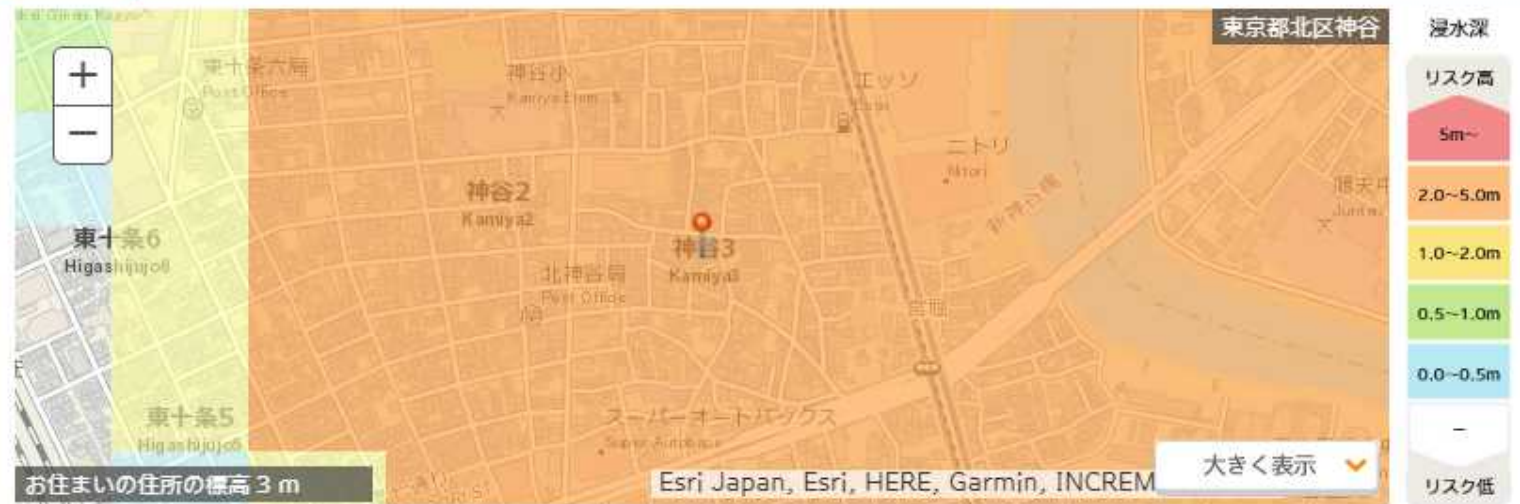 東京都北区神谷
浸水深
リスク高
5m~
2.0~5.0m
1.0~2.0m
0.5~1.0m
0.0~0.5m
-
リスク低
+
-
東十条六局
Post Office
神谷小
Kamiya Elem. S.
エッソ
Esso
ニトリ
Nitori
新神谷橋
神谷2
Kamiya2
神谷3
Kamiya3
東十条6
Higashijujo6
北神谷局
Post Office
宮堀
東十条5
Higashijujo5
スーパーオートバックス
Super Autobacs
お住まいの住所の標高3m
Esri Japan, Esri, HERE, Garmin, INCREM
大きく表示